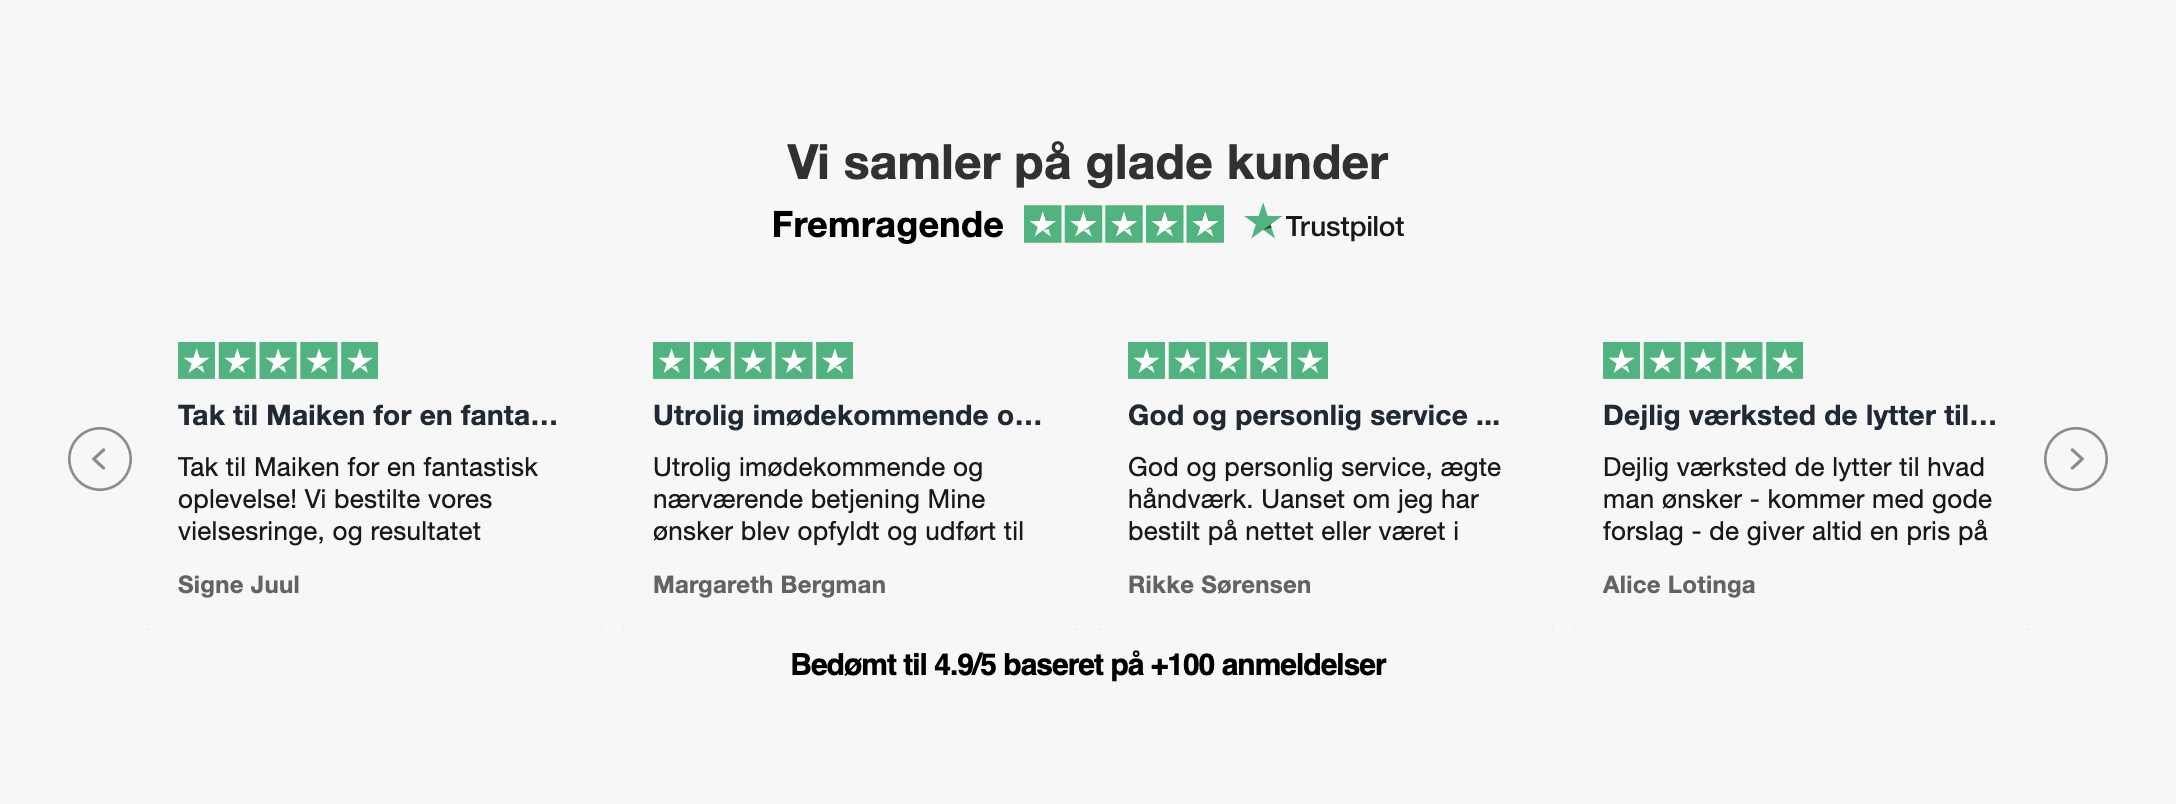 Vi samler på glade kunder
Fremragende
Trustpilot
Tak til Maiken for en fanta...
Tak til Maiken for en fantastisk
oplevelse! Vi bestilte vores
vielsesringe, og resultatet
Signe Juul
Utrolig imødekommende o...
Utrolig imødekommende og
nærværende betjening Mine
ønsker blev opfyldt og udført til
Margareth Bergman
God og personlig service ...
God og personlig service, ægte
håndværk. Uanset om jeg har
bestilt på nettet eller været i
Rikke Sørensen
Dejlig værksted de lytter til...
Dejlig værksted de lytter til hvad
man ønsker - kommer med gode
forslag - de giver altid en pris på
Alice Lotinga
Bedømt til 4.9/5 baseret på +100 anmeldelser